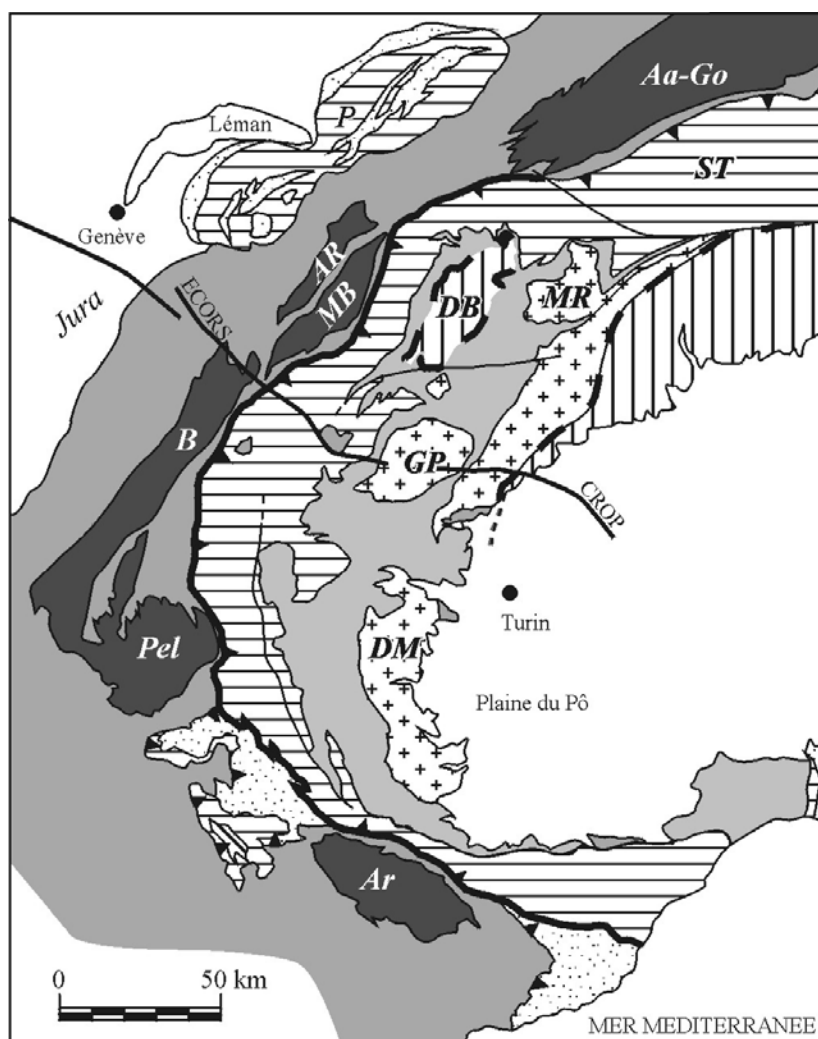 Aa-Go
P
Léman
ST
Genève
AR
MB
DB
MR
Jura
ECORS
B
GP
CROP
Turin
Pel
DM
Plaine du Pô
Ar
0 50 km
MER MEDITERRANEE